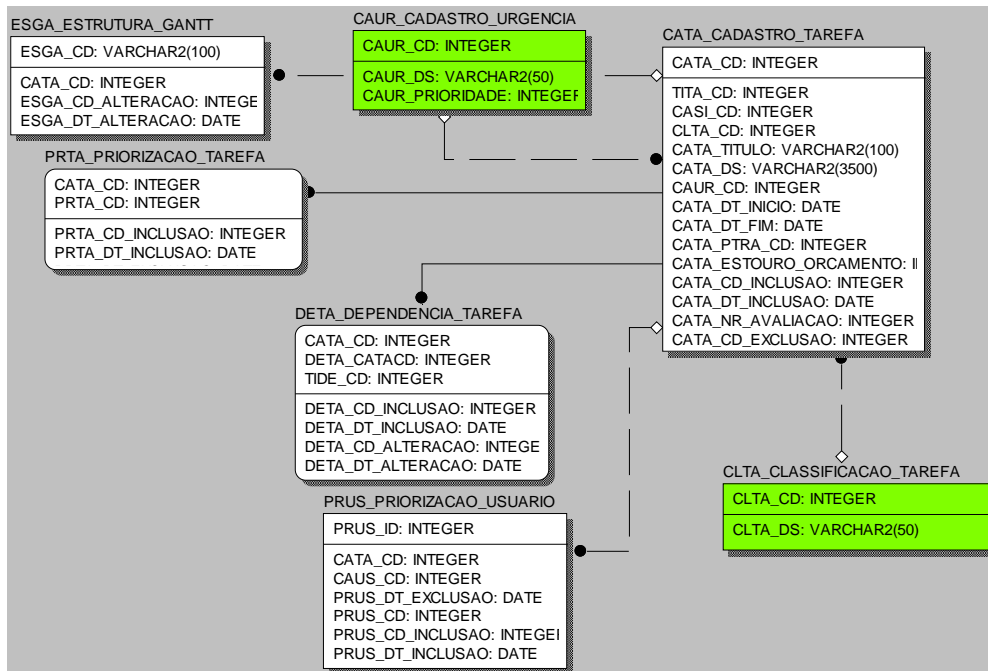 ESGA_ESTRUTURA_GANTT
ESGA_CD: VARCHAR2(100)
CATA_CD: INTEGER
ESGA_CD_ALTERACAO: INTEGE
ESGA_DT_ALTERACAO: DATE
CAUR_CADASTRO_URGENCIA
CAUR_CD: INTEGER
CAUR_DS: VARCHAR2(50)
CAUR_PRIORIDADE: INTEGER
CATA_CADASTRO_TAREFA
CATA_CD: INTEGER
TITA_CD: INTEGER
CASI_CD: INTEGER
CLTA_CD: INTEGER
CATA_TITULO: VARCHAR2(100)
CATA_DS: VARCHAR2(3500)
CAUR_CD: INTEGER
CATA_DT_INICIO: DATE
CATA_DT_FIM: DATE
CATA_PTRA_CD: INTEGER
CATA_ESTOURO_ORCAMENTO: I
CATA_CD_INCLUSAO: INTEGER
CATA_DT_INCLUSAO: DATE
CATA_NR_AVALIACAO: INTEGER
CATA_CD_EXCLUSAO: INTEGER
PRTA_PRIORIZACAO_TAREFA
CATA_CD: INTEGER
PRTA_CD: INTEGER
PRTA_CD_INCLUSAO: INTEGER
PRTA_DT_INCLUSAO: DATE
DETA_DEPENDENCIA_TAREFA
CATA_CD: INTEGER
DETA_CATACD: INTEGER
TIDE_CD: INTEGER
DETA_CD_INCLUSAO: INTEGER
DETA_DT_INCLUSAO: DATE
DETA_CD_ALTERACAO: INTEGE
DETA_DT_ALTERACAO: DATE
CLTA_CLASSIFICACAO_TAREFA
CLTA_CD: INTEGER
CLTA_DS: VARCHAR2(50)
PRUS_PRIORIZACAO_USUARIO
PRUS_ID: INTEGER
CATA_CD: INTEGER
CAUS_CD: INTEGER
PRUS_DT_EXCLUSAO: DATE
PRUS_CD: INTEGER
PRUS_CD_INCLUSAO: INTEGE
PRUS_DT_INCLUSAO: DATE